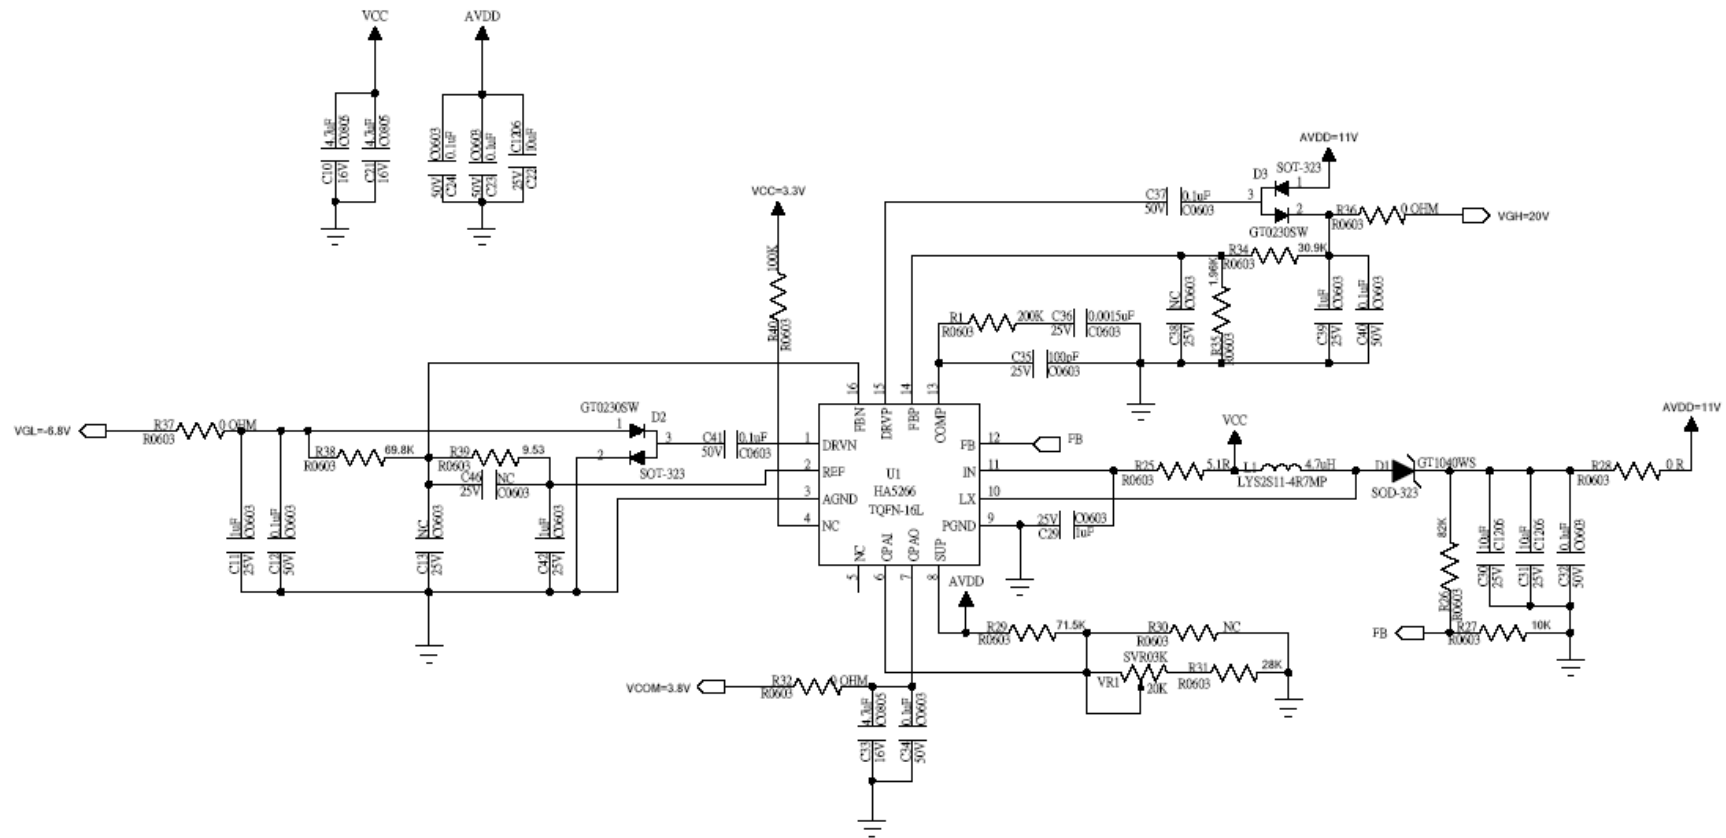 VCC
AVDD
4.7uF
C0805
C10
16V
4.7uF
C0805
C21
16V
C0603
0.1uF
50V
C24
C0603
0.1uF
50V
C23
C1206
10uF
25V
C22
VCC=3.3V
100K
R40
R0603
C37
50V
0.1uF
C0603
D3
SOT-323
AVDD=11V
3
1
2
GT0230SW
R36
R0603
0 OHM
VGH=20V
R34
R0603
30.9K
1.96K
R35
R0603
NC
C0603
C38
25V
1uF
C0603
C39
25V
0.1uF
C0603
C40
50V
R1
R0603
200K
C36
25V
0.0015uF
C0603
C35
25V
100pF
C0603
VGL=-6.8V
R37
R0603
0 OHM
GT0230SW
D2
1
2
3
SOT-323
C41
50V
0.1uF
C0603
R38
R0603
69.8K
R39
R0603
9.53
C46
25V
NC
C0603
1uF
C0603
C11
25V
0.1uF
C0603
C12
50V
NC
C0603
C13
25V
1uF
C0603
C42
25V
16
15
14
13
FBN
DRVP
FBP
COMP
1
DRVN
2
REF
3
AGND
4
NC
U1
HA5266
TQFN-16L
FB
12
IN
11
LX
10
PGND
9
NC
OPAI
OPAO
SUP
5
6
7
8
FB
R25
R0603
5.1R
VCC
L1
4.7uH
LYS2S11-4R7MP
D1
GT1040WS
SOD-323
R28
R0603
0 R
AVDD=11V
25V
C29
C0603
1uF
82K
R26
R0603
10uF
C1206
C30
25V
10uF
C1206
C31
25V
0.1uF
C0603
C32
50V
FB
R27
R0603
10K
AVDD
R29
R0603
71.5K
R30
R0603
NC
SVR03K
VR1
20K
R31
R0603
28K
VCOM=3.8V
R32
R0603
0 OHM
4.7uF
C0805
C33
16V
0.1uF
C0603
C34
50V